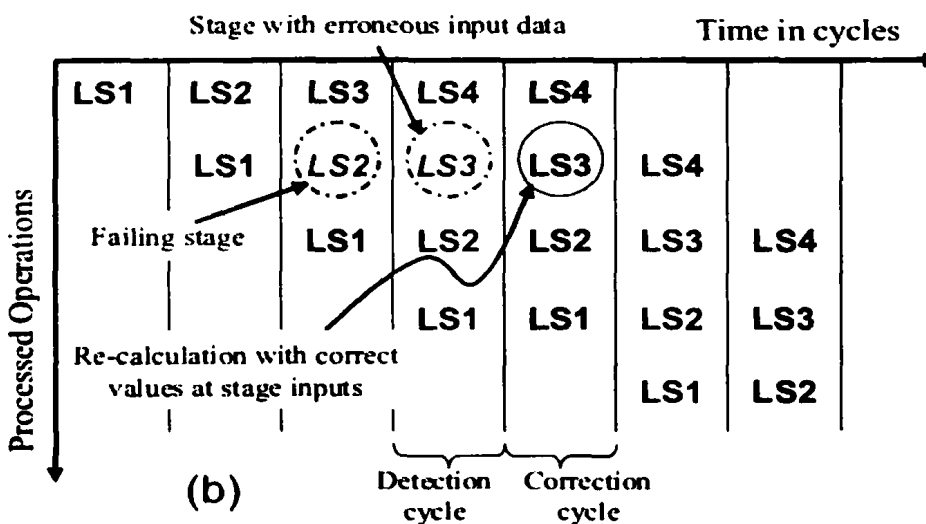 Stage with erroneous input data
Time in cycles
LS1 LS2 LS3 LS4 LS4
LS1 LS2 LS3 LS3 LS4
Failing stage
LS1 LS2 LS2 LS3 LS4
LS1 LS1 LS2 LS3
Re-calculation with correct
values at stage inputs
LS1 LS2
Processed Operations
(b)
Detection
cycle
Correction
cycle